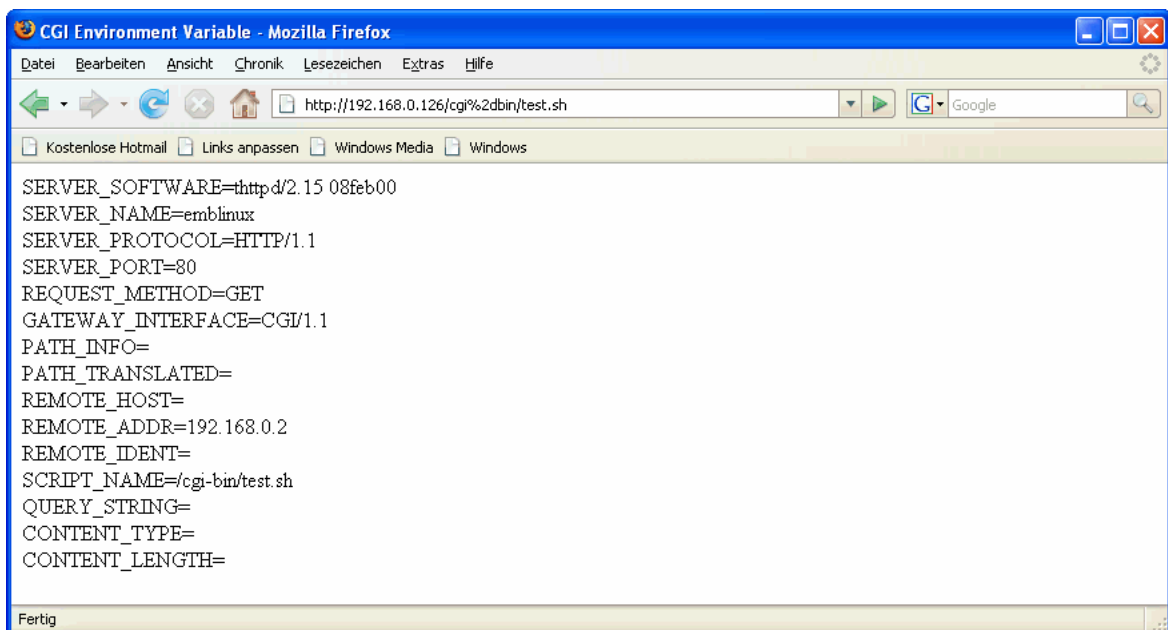 CGI Environment Variable - Mozilla Firefox
Datei Bearbeiten Ansicht Chronik Lesezeichen Extras Hilfe
http://192.168.0.126/cgi%2dbin/test.sh G Google
Kostenlose Hotmail Links anpassen Windows Media Windows
SERVER_SOFTWARE=thttpd/2.15 08feb00
SERVER_NAME=emblinux
SERVER_PROTOCOL=HTTP/1.1
SERVER_PORT=80
REQUEST_METHOD=GET
GATEWAY_INTERFACE=CGI/1.1
PATH_INFO=
PATH_TRANSLATED=
REMOTE_HOST=
REMOTE_ADDR=192.168.0.2
REMOTE_IDENT=
SCRIPT_NAME=/cgi-bin/test.sh
QUERY_STRING=
CONTENT_TYPE=
CONTENT_LENGTH=
Fertig